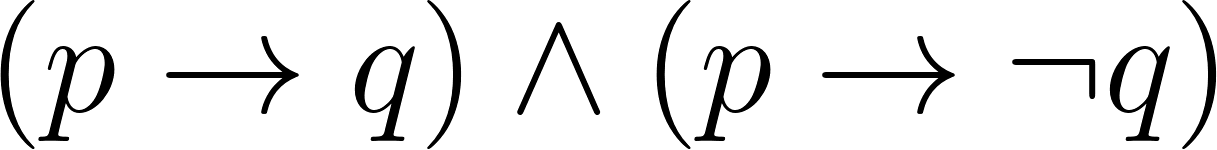 (p → q) ∧ (p → ¬q)